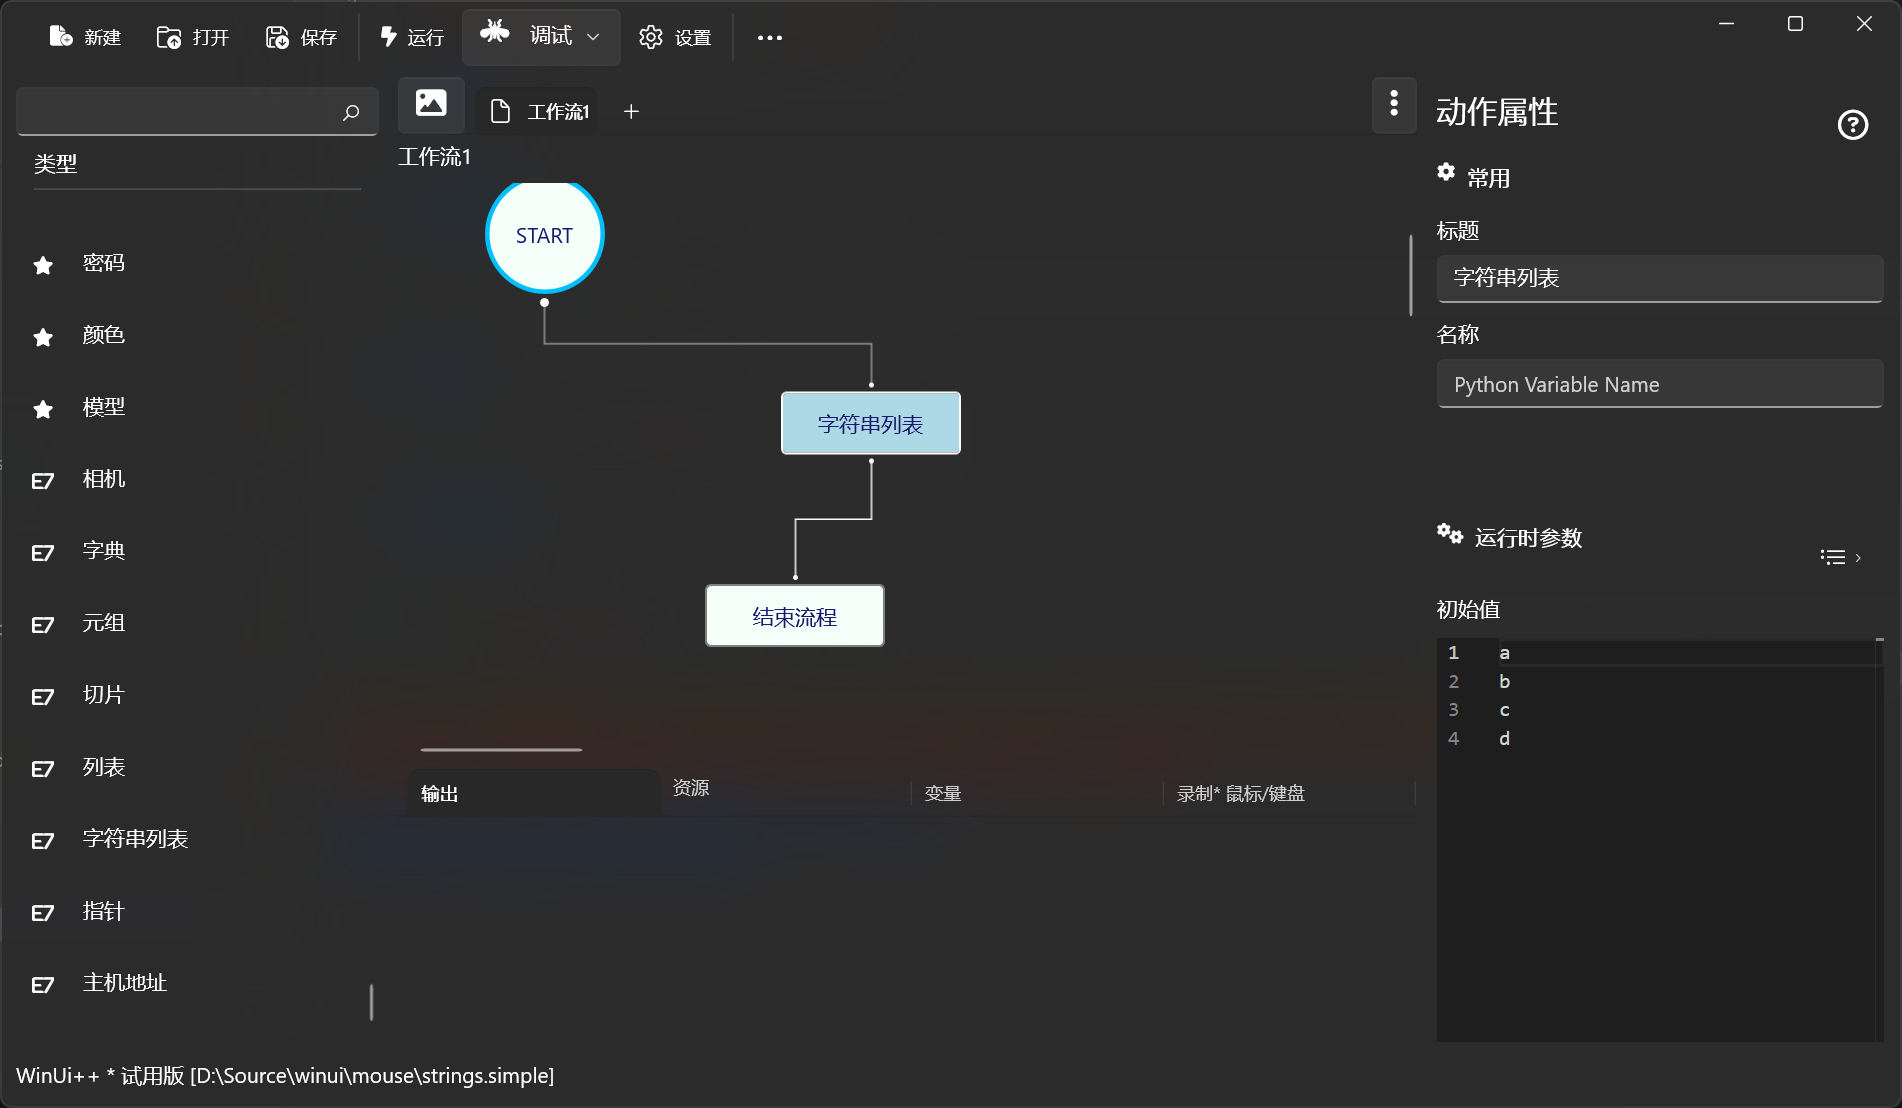 新建
打开
保存
运行
调试
设置
类型
密码
颜色
模型
相机
字典
元组
切片
列表
字符串列表
指针
主机地址
工作流1
工作流1
START
字符串列表
结束流程
输出
资源
变量
录制* 鼠标/键盘
动作属性
常用
标题
字符串列表
名称
Python Variable Name
运行时参数
初始值
1 a
2 b
3 c
4 d
WinUi++ * 试用版 [D:\Source\winui\mouse\strings.simple]